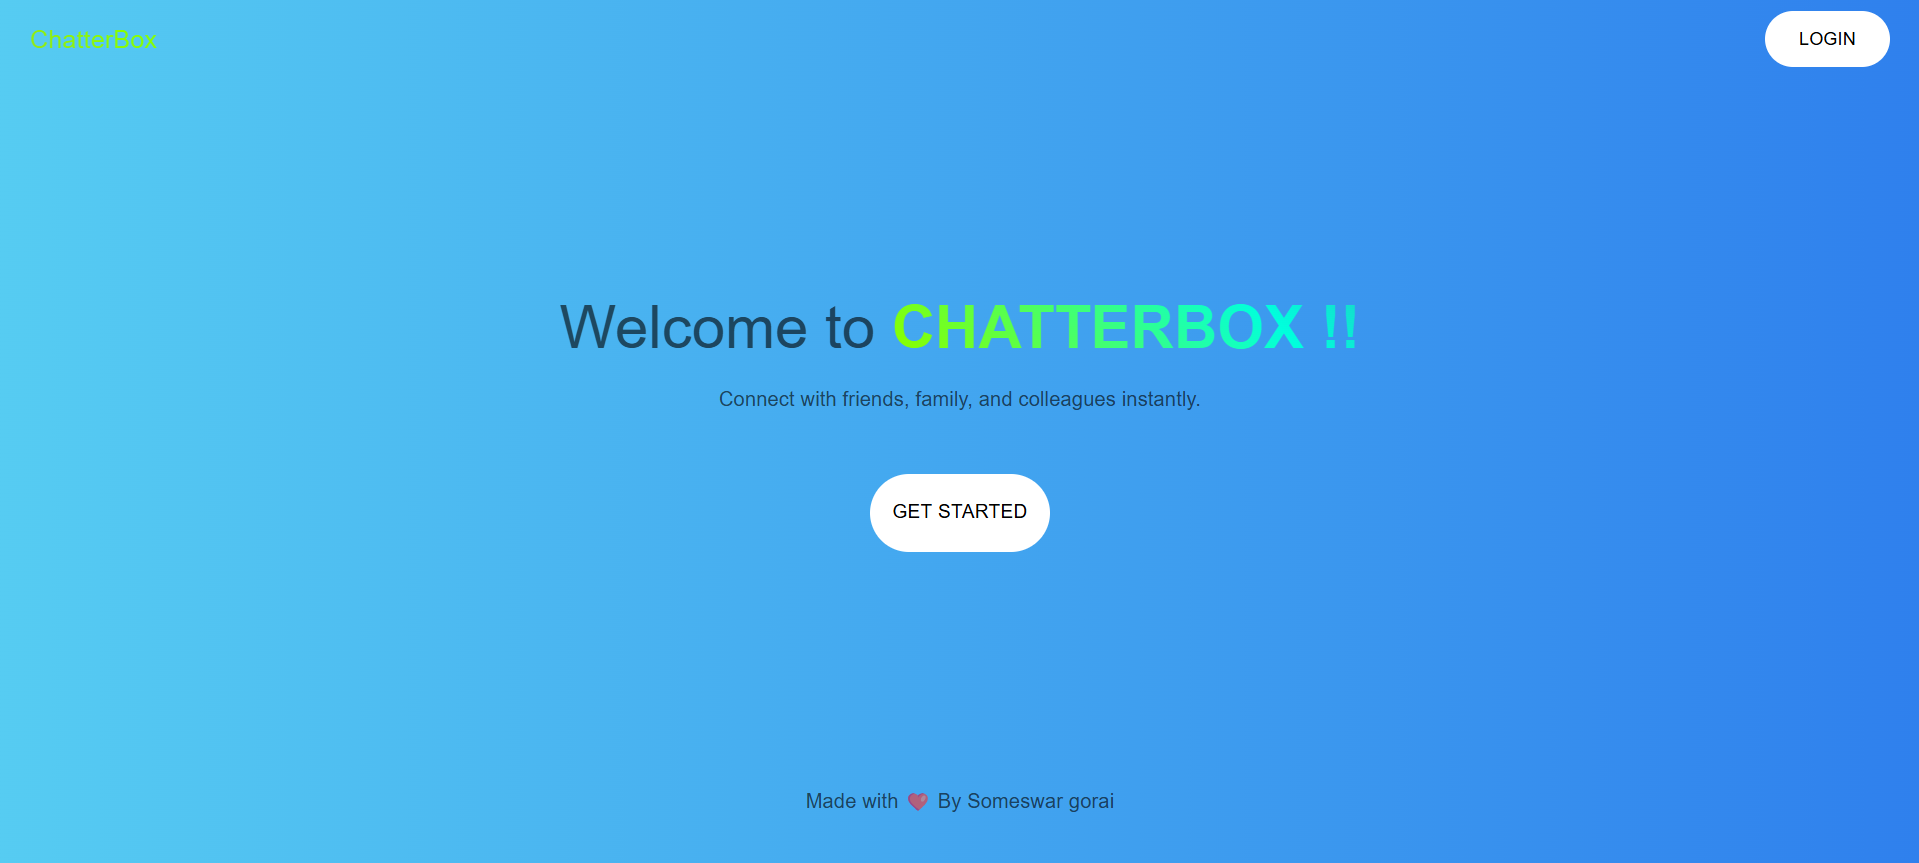 ChatterBox
LOGIN
Welcome to CHATTERBOX !!
Connect with friends, family, and colleagues instantly.
GET STARTED
Made with ❤️ By Someswar gorai